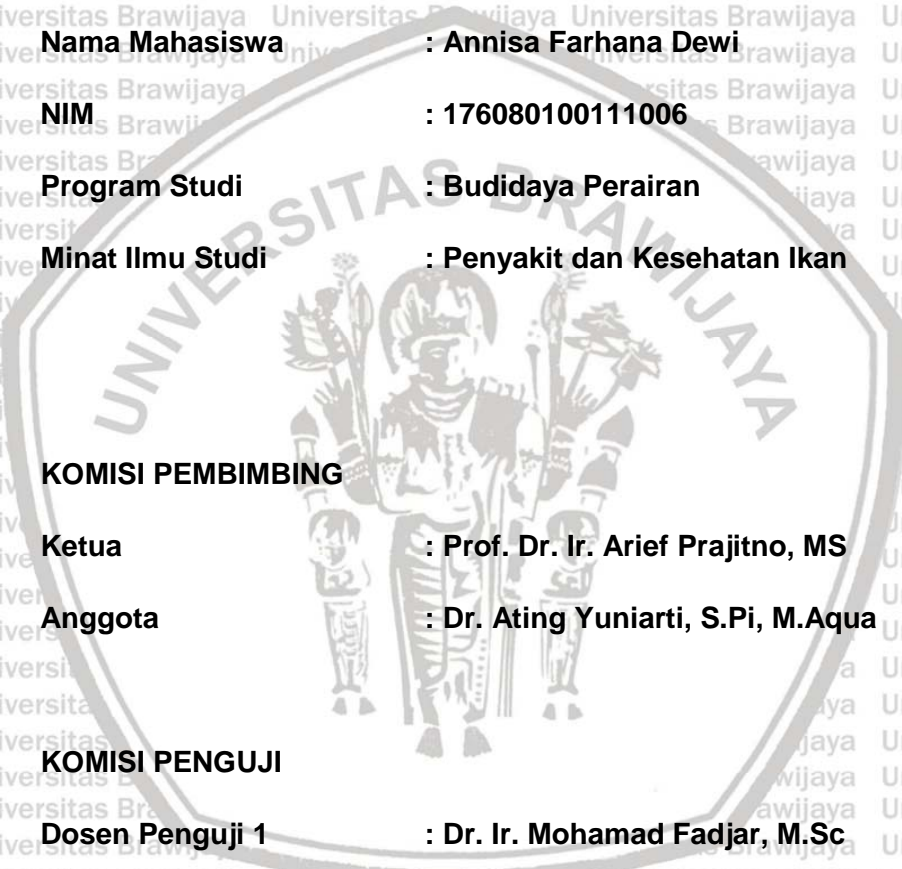 Nama Mahasiswa : Annisa Farhana Dewi
NIM : 176080100111006
Program Studi : Budidaya Perairan
Minat Ilmu Studi : Penyakit dan Kesehatan Ikan
UNIVERSITAS BRAWIJAYA
KOMISI PEMBIMBING
Ketua : Prof. Dr. Ir. Arief Prajitno, MS
Anggota : Dr. Ating Yuniarti, S.Pi, M.Aqua
KOMISI PENGUJI
Dosen Penguji 1 : Dr. Ir. Mohamad Fadjar, M.Sc